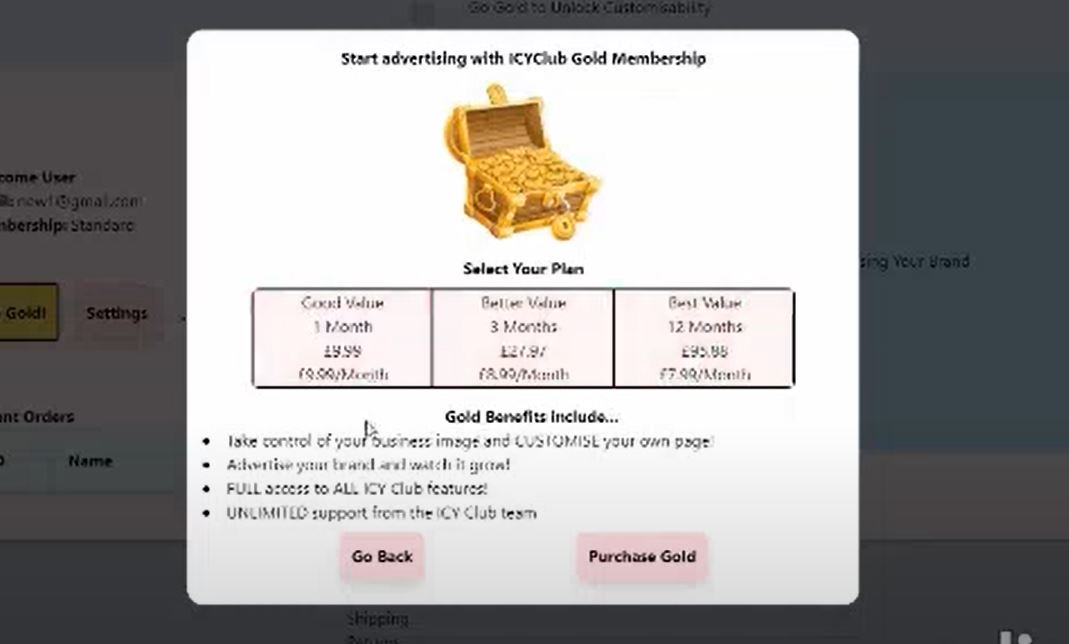 Go Gold to Unlock Customisability
Start advertising with ICYClub Gold Membership
come User
new1@gmail.com
mbership: Standard
Select Your Plan
sing Your Brand
Good Value
Better Value
Best Value
1 Month
3 Months
12 Months
£9.99
£27.97
£95.88
£9.99/Month
£8.99/Month
£7.99/Month
Gold!
Settings
nt Orders
Name
Gold Benefits include...
Take control of your business image and CUSTOMISE your own page!
Advertise your brand and watch it grow!
FULL access to ALL ICY Club features!
UNLIMITED support from the ICY Club team
Go Back
Purchase Gold
Shipping